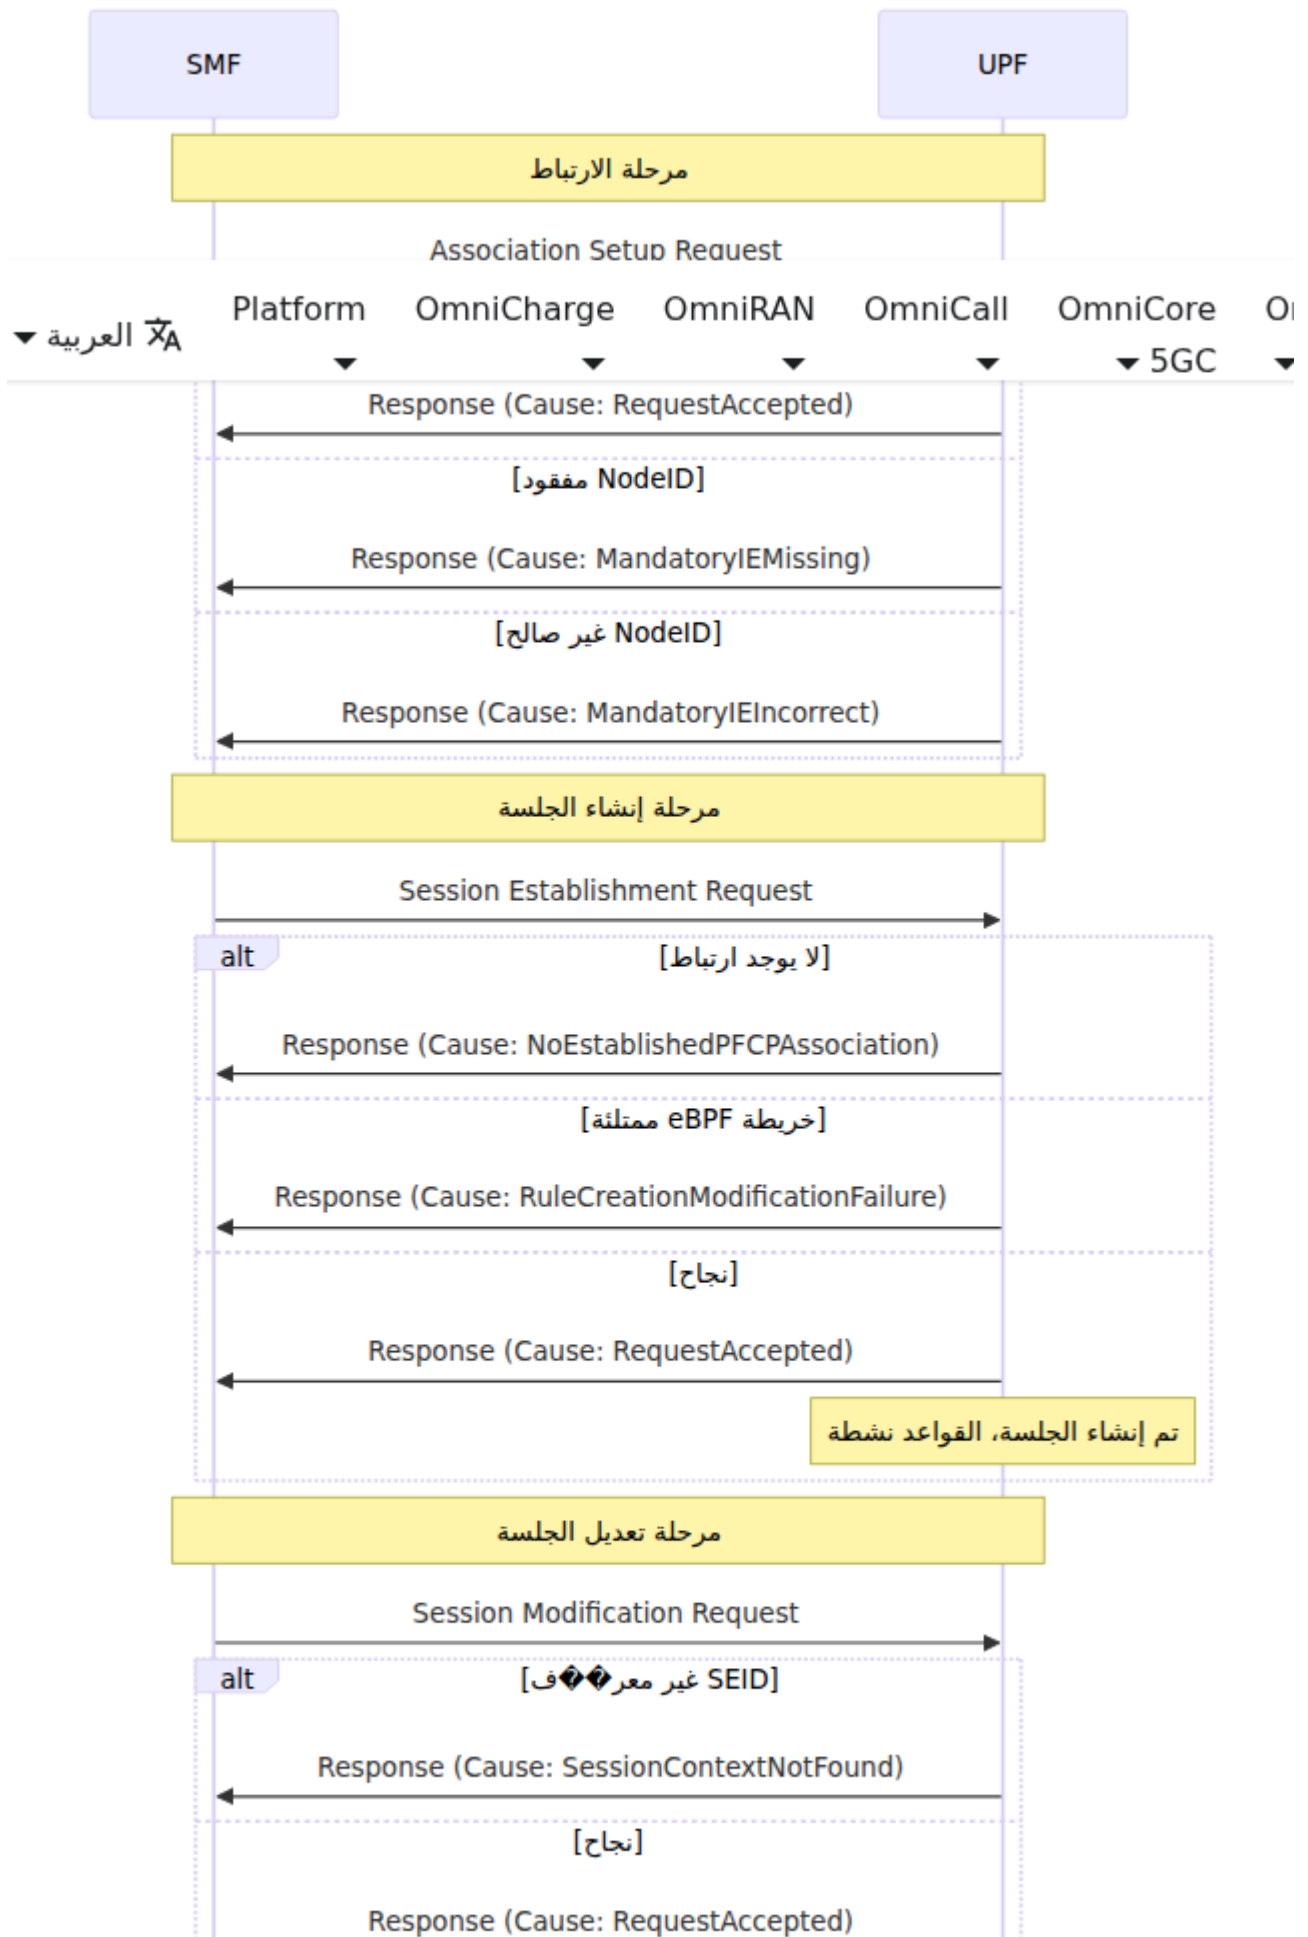 SMF
UPF
مرحلة الارتباط
Association Setup Request
العربية
Platform
OmniCharge
OmniRAN
OmniCall
OmniCore 5GC
Response (Cause: RequestAccepted)
[NodeID مفقود]
Response (Cause: MandatoryIEMissing)
[NodeID غير صالح]
Response (Cause: MandatoryIEIncorrect)
مرحلة إنشاء الجلسة
Session Establishment Request
alt
[لا يوجد ارتباط]
Response (Cause: NoEstablishedPFCPAssociation)
[خريطة eBPF ممتلئة]
Response (Cause: RuleCreationModificationFailure)
[نجاح]
Response (Cause: RequestAccepted)
تم إنشاء الجلسة، القواعد نشطة
مرحلة تعديل الجلسة
Session Modification Request
alt
[SEID غير معر��ف]
Response (Cause: SessionContextNotFound)
[نجاح]
Response (Cause: RequestAccepted)